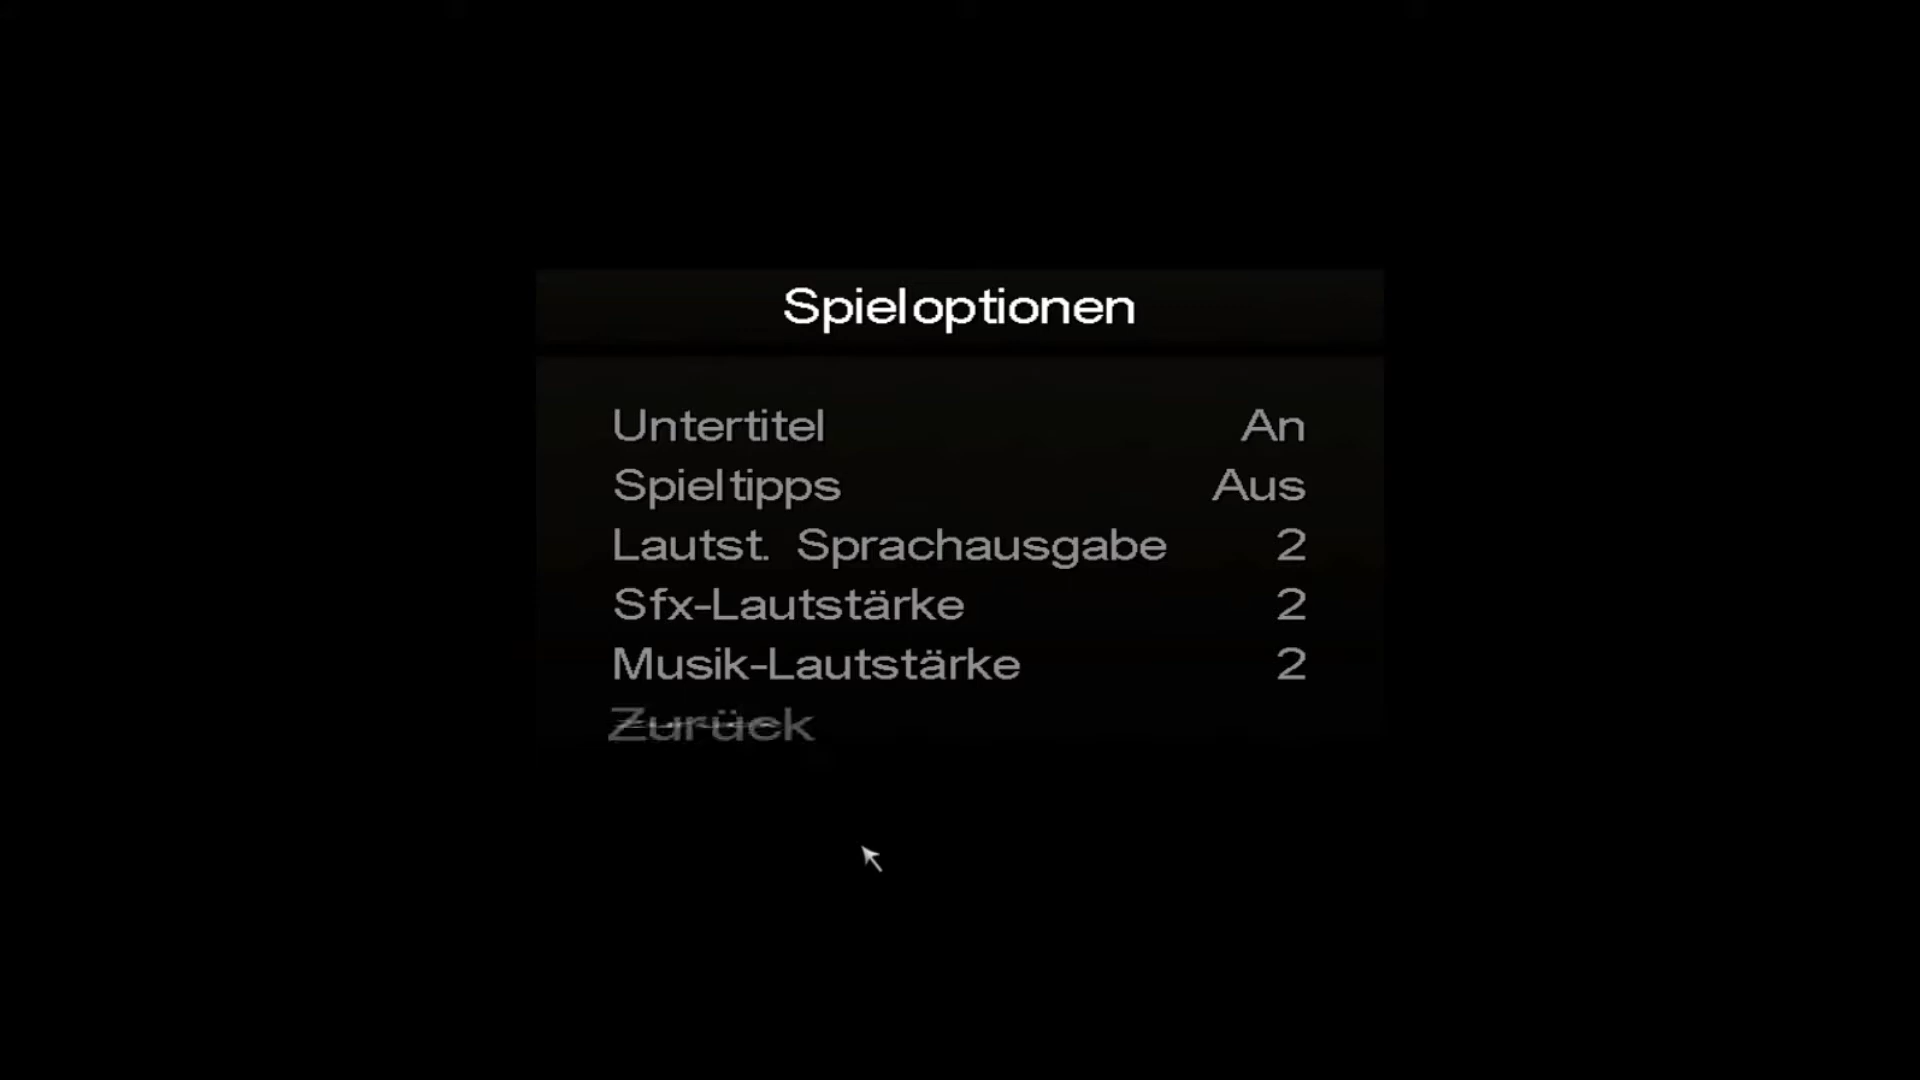 Spieloptionen
Untertitel An
Spieltipps Aus
Lautst. Sprachausgabe 2
Sfx-Lautstärke 2
Musik-Lautstärke 2
Zurück